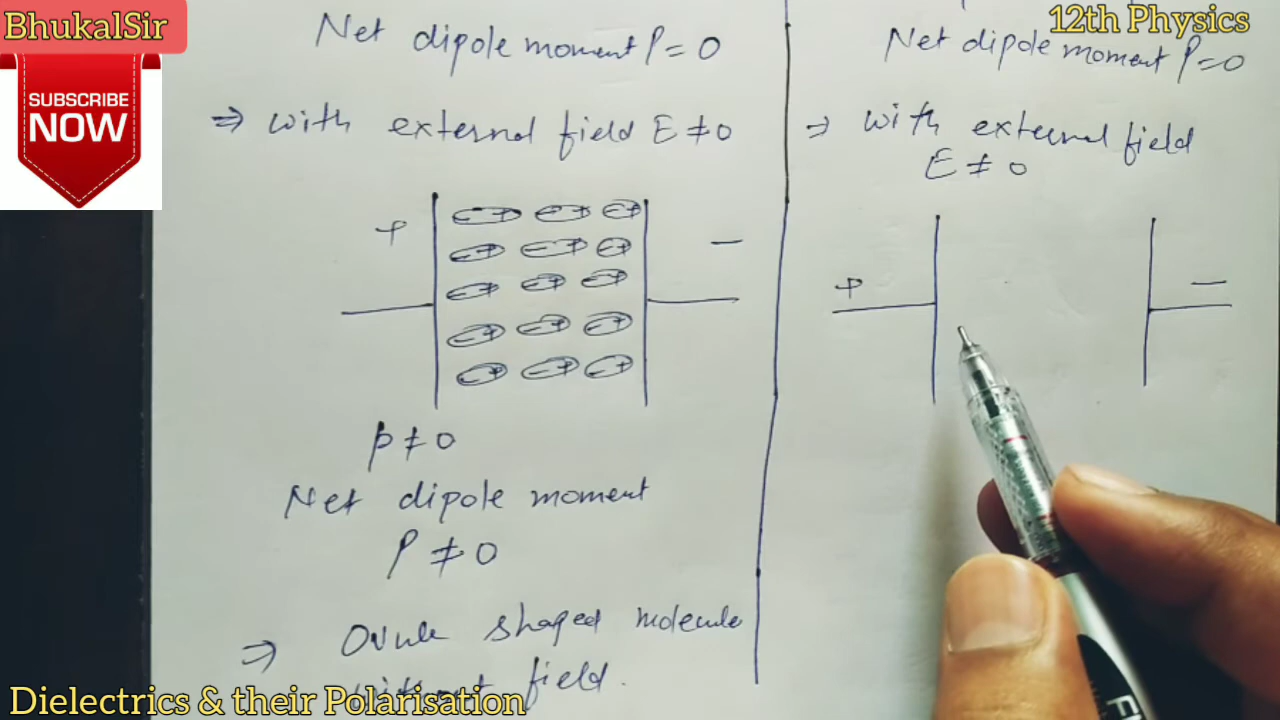 BhukalSir
SUBSCRIBE
NOW
12th Physics
Net dipole moment P = 0
⇒ with external field E ≠ 0
+ −
p ≠ 0
Net dipole moment
P ≠ 0
⇒ Ovule shaped molecule
without field.
Net dipole moment P = 0
⇒ with external field
E ≠ 0
+ −
Dielectrics & their Polarisation